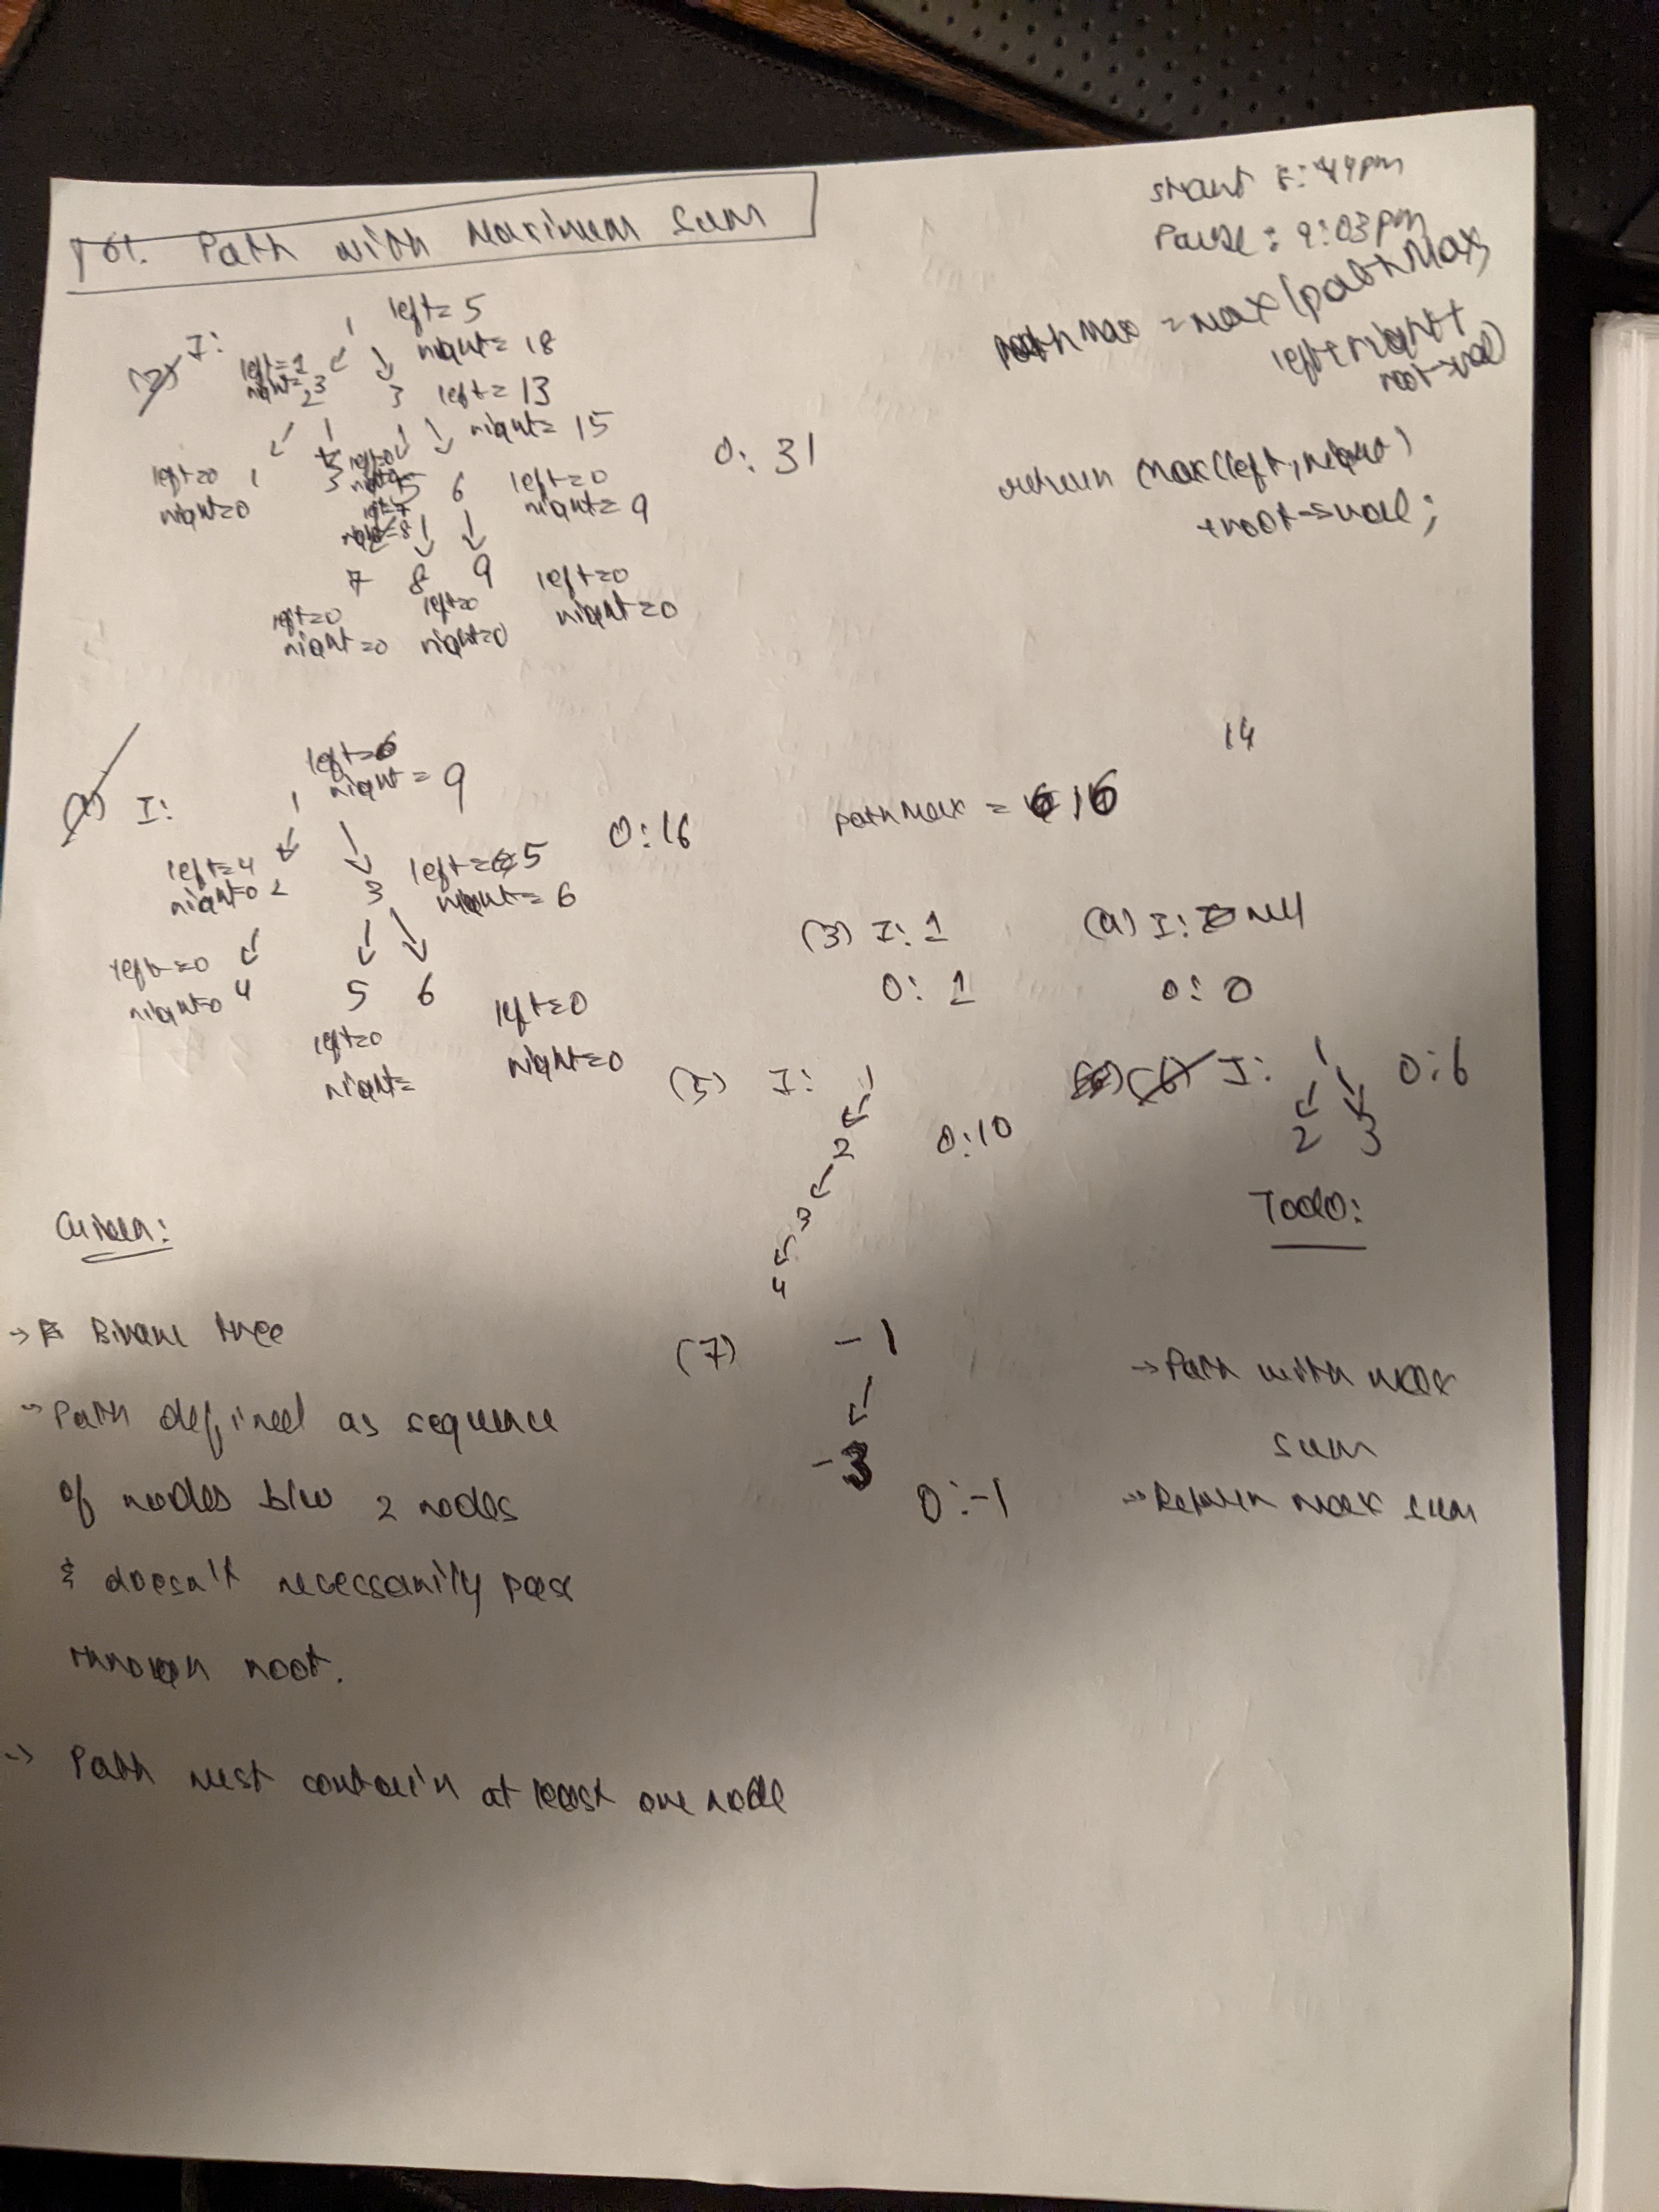 Path with Maximum Sum
start 8:49pm
Pause: 9:03pm
pathMax = max(pathMax,
left+right+
root->val)
return max(left, right)
+root->val;
(2) I:
1
left=5
right=18
left=1
right=3
2
3
left=13
right=15
O: 31
left=0
right=0
1
3
5
6
left=0
right=9
7
8
9
left=0
right=0
left=0
right=0
left=0
right=0
14
(1) I:
1
left=6
right=9
O:16
pathMax = 16
left=4
right=0
2
3
left=5
right=6
left=0
right=0
4
5
6
left=0
right=
left=0
right=0
(3) I: 1
O: 1
(4) I: null
O: 0
(5) I: 1
2
3
4
O:10
(6) I: 1
2 3
O:6
(7) -1
-3
O:-1
Given:
-> Binary tree
-> Path defined as sequence
of nodes b/w 2 nodes
& doesn't necessarily pass
through root.
-> Path must contain at least one node
Todo:
-> Path with max
sum
-> Return max sum